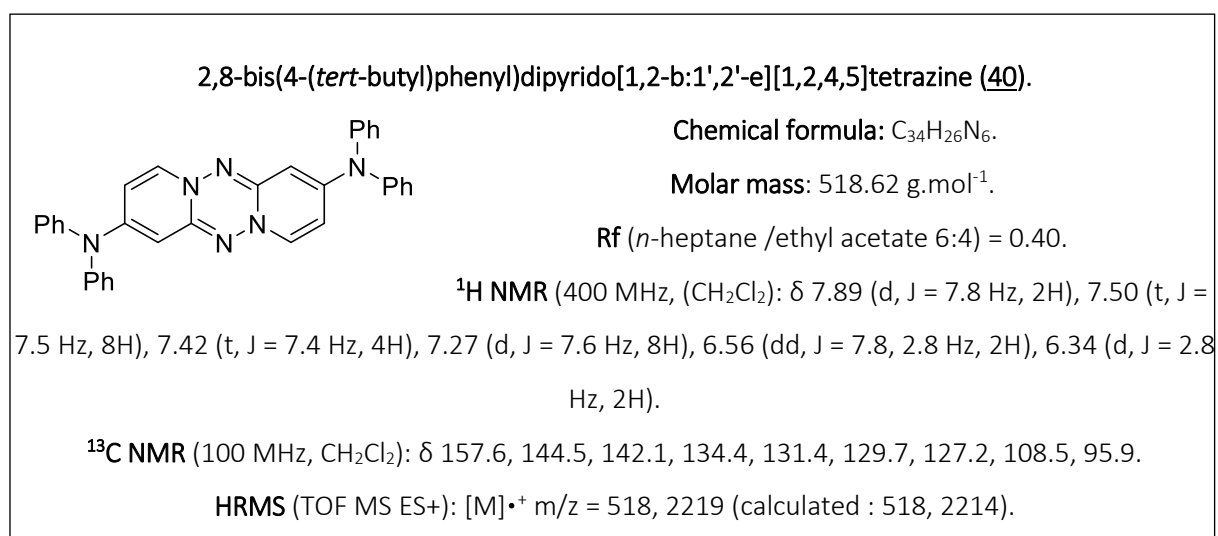 2,8-bis(4-(tert-butyl)phenyl)dipyrido[1,2-b:1',2'-e][1,2,4,5]tetrazine (40).
Chemical formula: C₃₄H₂₆N₆.
Molar mass: 518.62 g.mol⁻¹.
Rf (n-heptane /ethyl acetate 6:4) = 0.40.
Ph
N
Ph
N
N
N
N
Ph
N
Ph
¹H NMR (400 MHz, (CH₂Cl₂): δ 7.89 (d, J = 7.8 Hz, 2H), 7.50 (t, J =
7.5 Hz, 8H), 7.42 (t, J = 7.4 Hz, 4H), 7.27 (d, J = 7.6 Hz, 8H), 6.56 (dd, J = 7.8, 2.8 Hz, 2H), 6.34 (d, J = 2.8
Hz, 2H).
¹³C NMR (100 MHz, CH₂Cl₂): δ 157.6, 144.5, 142.1, 134.4, 131.4, 129.7, 127.2, 108.5, 95.9.
HRMS (TOF MS ES+): [M]•⁺ m/z = 518, 2219 (calculated : 518, 2214).